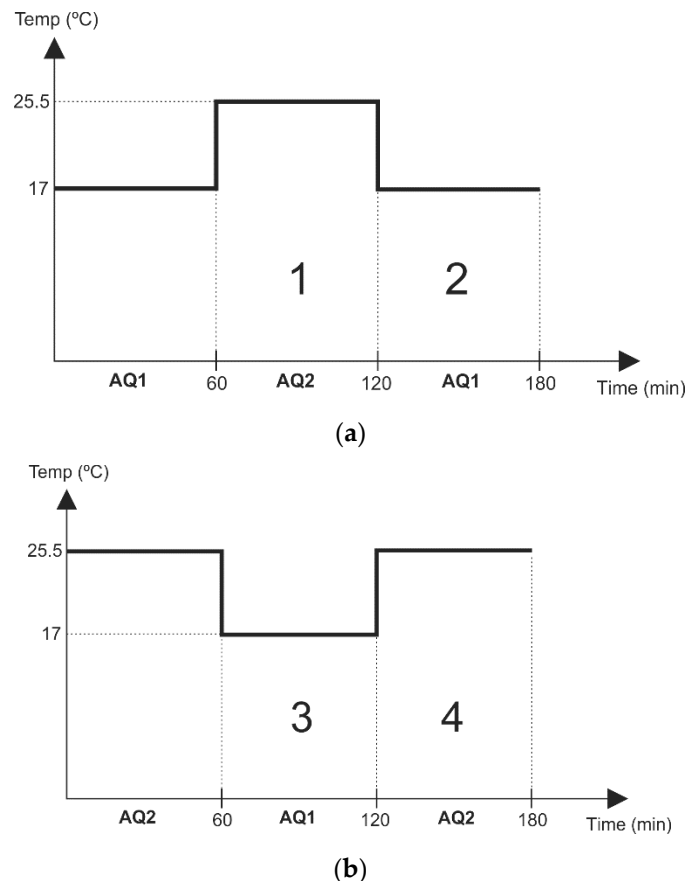 Temp (ºC)
25.5
17
1 2
AQ1 60 AQ2 120 AQ1 180
Time (min)
(a)
Temp (ºC)
25.5
17
3 4
AQ2 60 AQ1 120 AQ2 180
Time (min)
(b)